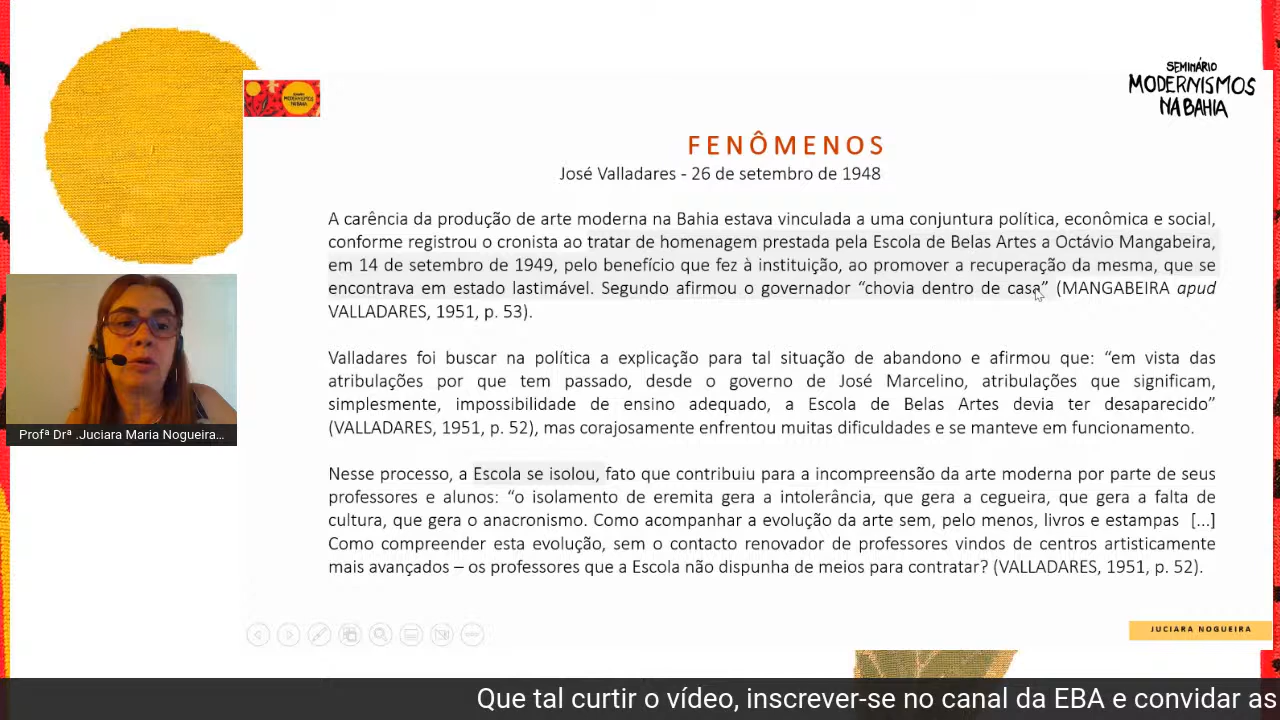 SEMINÁRIO
MODERNISMOS
NA BAHIA
MODERNISMOS
NA BAHIA
FENÔMENOS
José Valladares - 26 de setembro de 1948
A carência da produção de arte moderna na Bahia estava vinculada a uma conjuntura política, econômica e social,
conforme registrou o cronista ao tratar de homenagem prestada pela Escola de Belas Artes a Octávio Mangabeira,
em 14 de setembro de 1949, pelo benefício que fez à instituição, ao promover a recuperação da mesma, que se
encontrava em estado lastimável. Segundo afirmou o governador “chovia dentro de casa” (MANGABEIRA apud
VALLADARES, 1951, p. 53).
Valladares foi buscar na política a explicação para tal situação de abandono e afirmou que: “em vista das
atribulações por que tem passado, desde o governo de José Marcelino, atribulações que significam,
simplesmente, impossibilidade de ensino adequado, a Escola de Belas Artes devia ter desaparecido”
(VALLADARES, 1951, p. 52), mas corajosamente enfrentou muitas dificuldades e se manteve em funcionamento.
Nesse processo, a Escola se isolou, fato que contribuiu para a incompreensão da arte moderna por parte de seus
professores e alunos: “o isolamento de eremita gera a intolerância, que gera a cegueira, que gera a falta de
cultura, que gera o anacronismo. Como acompanhar a evolução da arte sem, pelo menos, livros e estampas [...]
Como compreender esta evolução, sem o contacto renovador de professores vindos de centros artisticamente
mais avançados – os professores que a Escola não dispunha de meios para contratar? (VALLADARES, 1951, p. 52).
Profª Drª .Juciara Maria Nogueira...
JUCIARA NOGUEIRA
Que tal curtir o vídeo, inscrever-se no canal da EBA e convidar as